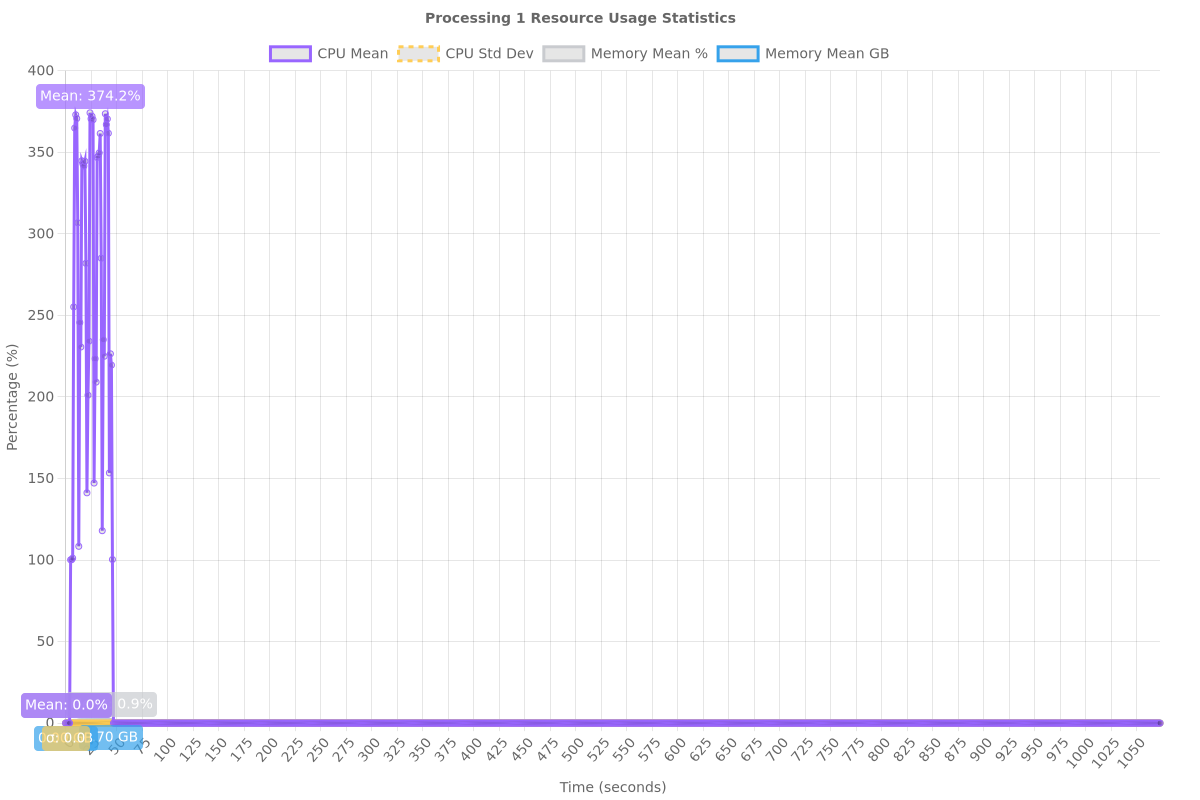 Processing 1 Resource Usage Statistics
CPU Mean CPU Std Dev Memory Mean % Memory Mean GB
400
Mean: 374.2%
350
300
250
200
150
100
50
0
Percentage (%)
Mean: 0.0%
0.9%
σ: 0.0
70 GB
50 75 100 125 150 175 200 225 250 275 300 325 350 375 400 425 450 475 500 525 550 575 600 625 650 675 700 725 750 775 800 825 850 875 900 925 950 975 1000 1025 1050
Time (seconds)